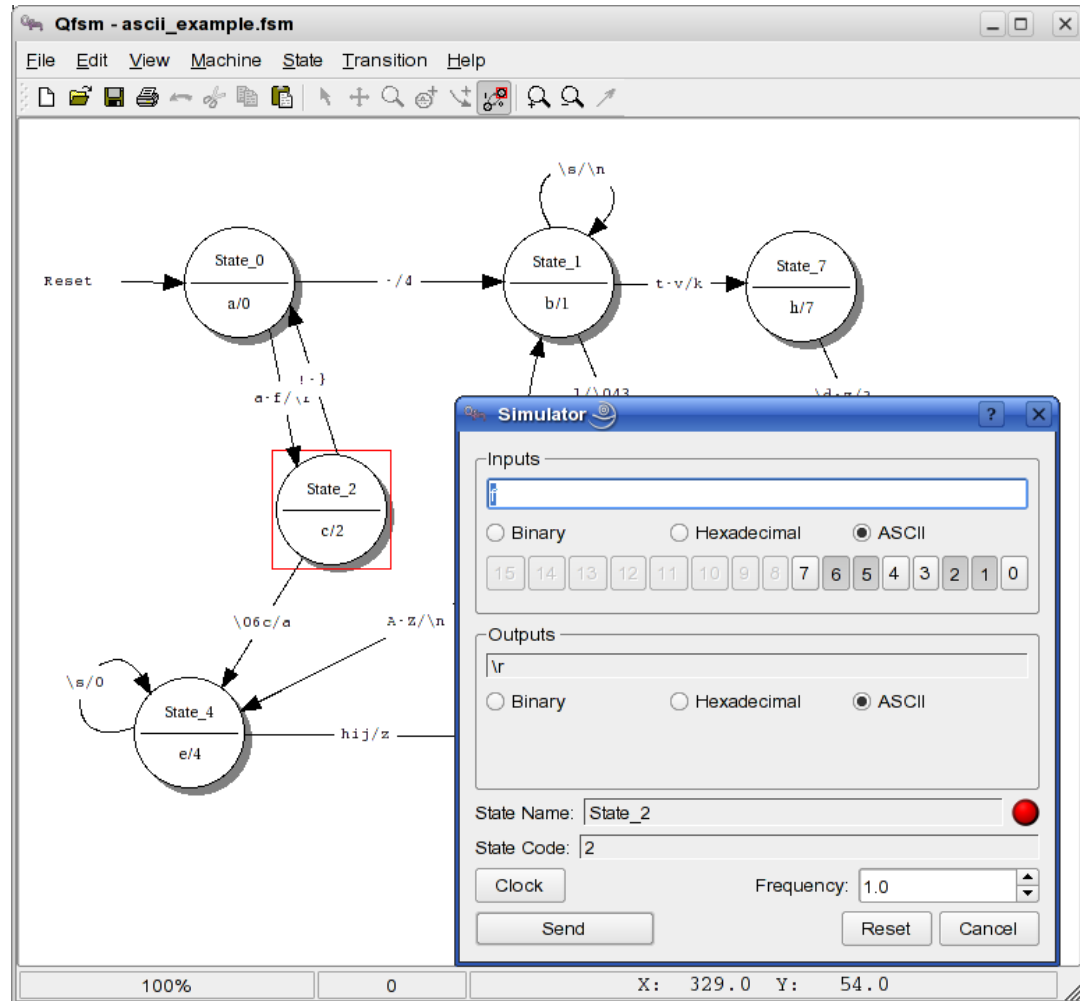 Qfsm - ascii_example.fsm
File Edit View Machine State Transition Help
\s/\n
State_0
a/0
State_1
b/1
State_7
h/7
Reset
-/4
t-v/k
!-}
a-f/\r
1/\043
\d-z/3
State_2
c/2
\06c/a
A-Z/\n
\s/0
State_4
e/4
hij/z
Simulator
?
Inputs
f
Binary Hexadecimal ASCII
15 14 13 12 11 10 9 8 7 6 5 4 3 2 1 0
Outputs
\r
Binary Hexadecimal ASCII
State Name: State_2
State Code: 2
Clock Frequency: 1.0
Send Reset Cancel
100% 0 X: 329.0 Y: 54.0